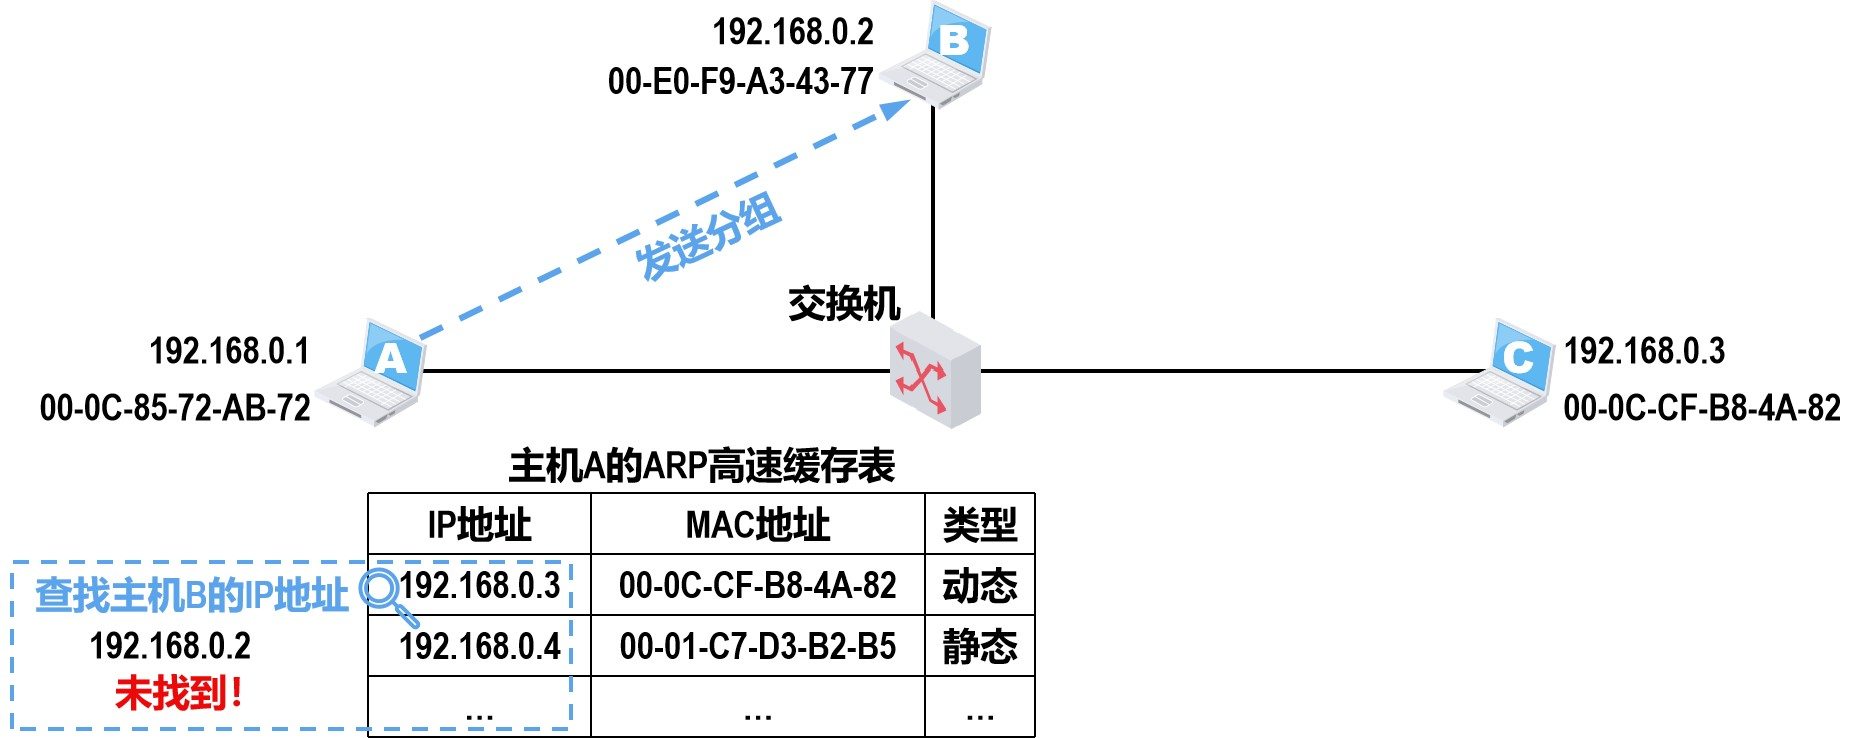 192.168.0.2
00-E0-F9-A3-43-77
B
发送分组
交换机
192.168.0.1
00-0C-85-72-AB-72
A
C
192.168.0.3
00-0C-CF-B8-4A-82
主机A的ARP高速缓存表
IP地址 MAC地址 类型
192.168.0.3 00-0C-CF-B8-4A-82 动态
192.168.0.4 00-01-C7-D3-B2-B5 静态
... ... ...
查找主机B的IP地址
192.168.0.2
未找到!